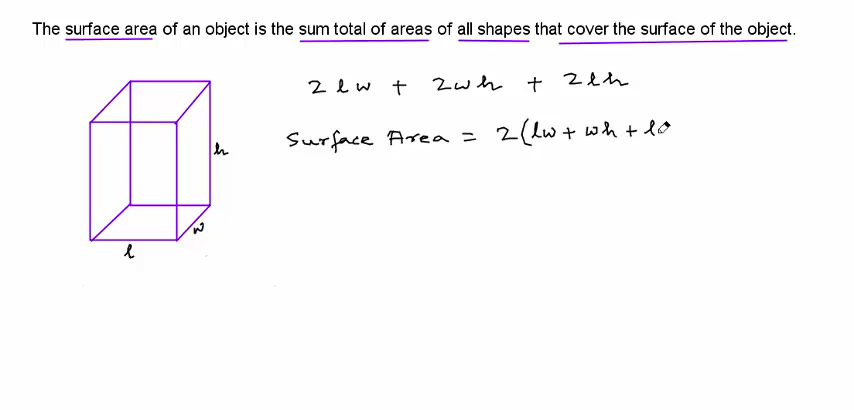 The surface area of an object is the sum total of areas of all shapes that cover the surface of the object.
2lw + 2wh + 2lh
Surface Area = 2(lw + wh + l
h
w
l